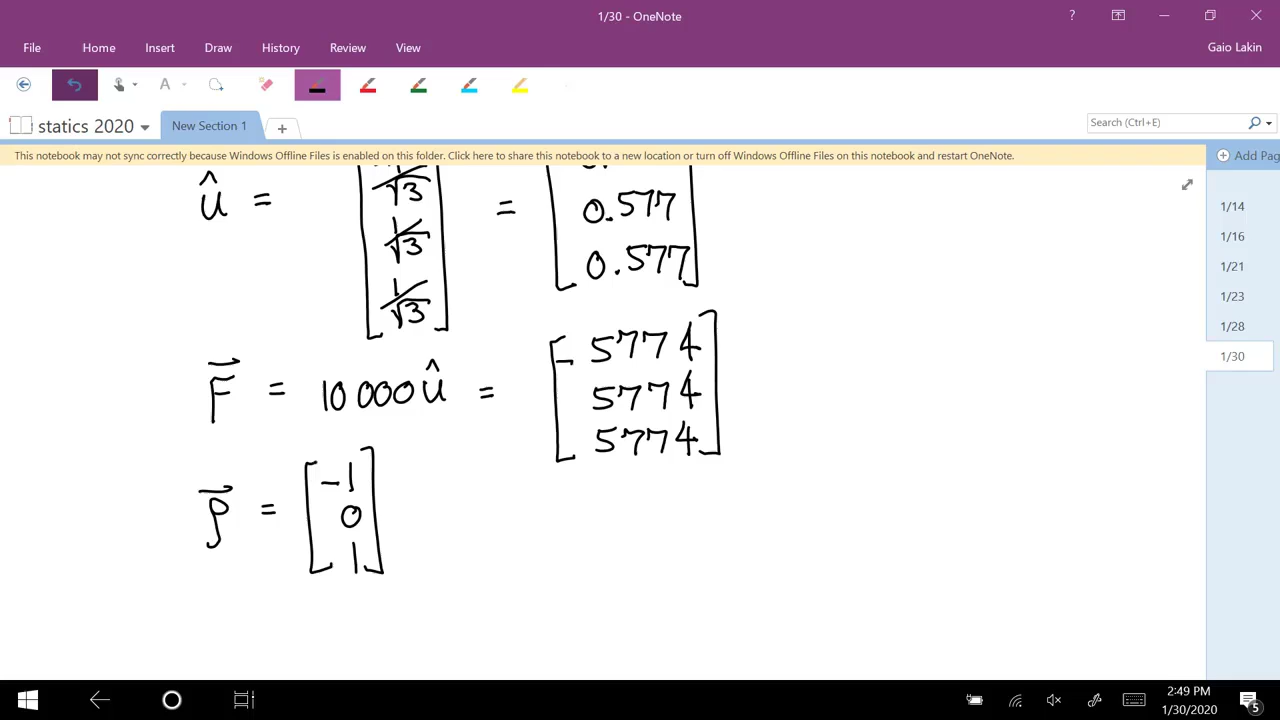 1/30 - OneNote
?
File Home Insert Draw History Review View Gaio Lakin
A
statics 2020 New Section 1 + Search (Ctrl+E)
This notebook may not sync correctly because Windows Offline Files is enabled on this folder. Click here to share this notebook to a new location or turn off Windows Offline Files on this notebook and restart OneNote.
+ Add Pag
1/14
1/16
1/21
1/23
1/28
1/30
û = [1/√3 1/√3 1/√3] = [0.577 0.577]
F⃗ = 10 000û = [-5774 5774 5774]
ρ⃗ = [-1 0 1]
2:49 PM
1/30/2020
5